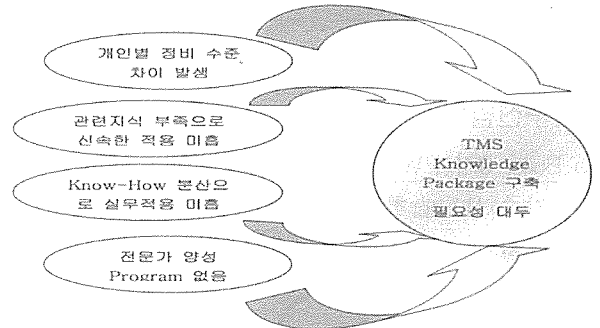 개인별 정비 수준
차이 발생
관련지식 부족으로
신속한 적용 미흡
Know-How 분산으
로 실무적용 미흡
전문가 양성
Program 없음
TMS
Knowledge
Package 구축
필요성 대두